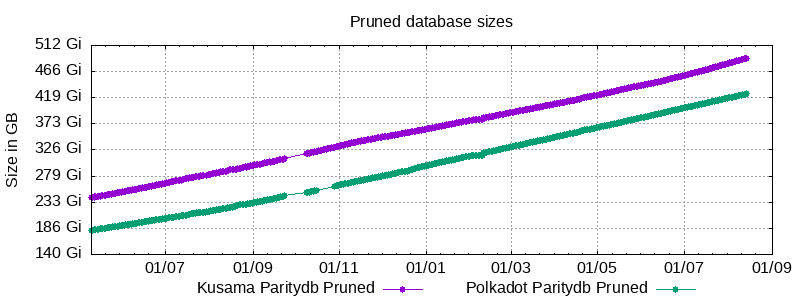 Pruned database sizes
Size in GB
512 Gi
466 Gi
419 Gi
373 Gi
326 Gi
279 Gi
233 Gi
186 Gi
140 Gi
01/07 01/09 01/11 01/01 01/03 01/05 01/07 01/09
Kusama Paritydb Pruned Polkadot Paritydb Pruned